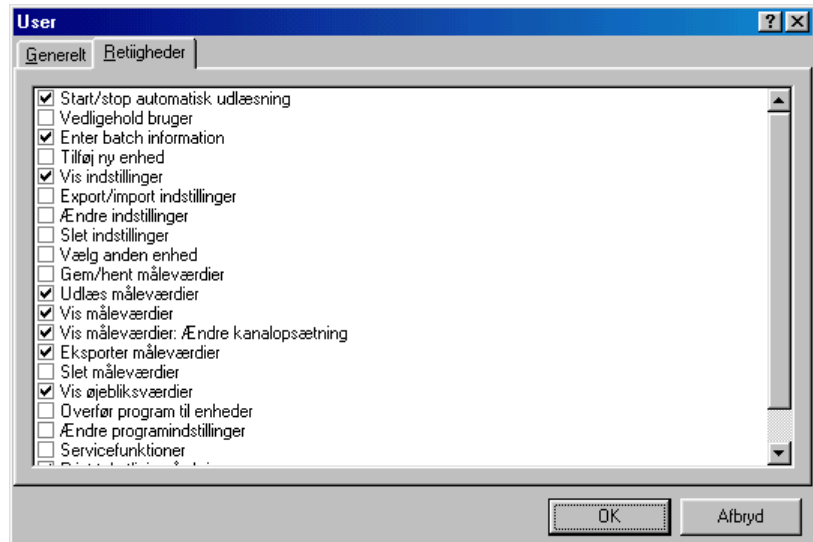 User
Generelt
Retiigheder
Start/stop automatisk udlæsning
Vedligehold bruger
Enter batch information
Tilføj ny enhed
Vis indstillinger
Export/import indstillinger
Ændre indstillinger
Slet indstillinger
Vælg anden enhed
Gem/hent måleværdier
Udlæs måleværdier
Vis måleværdier
Vis måleværdier: Ændre kanalopsætning
Eksporter måleværdier
Slet måleværdier
Vis øjebliksværdier
Overfør program til enheder
Ændre programindstillinger
Servicefunktioner
OK
Afbryd